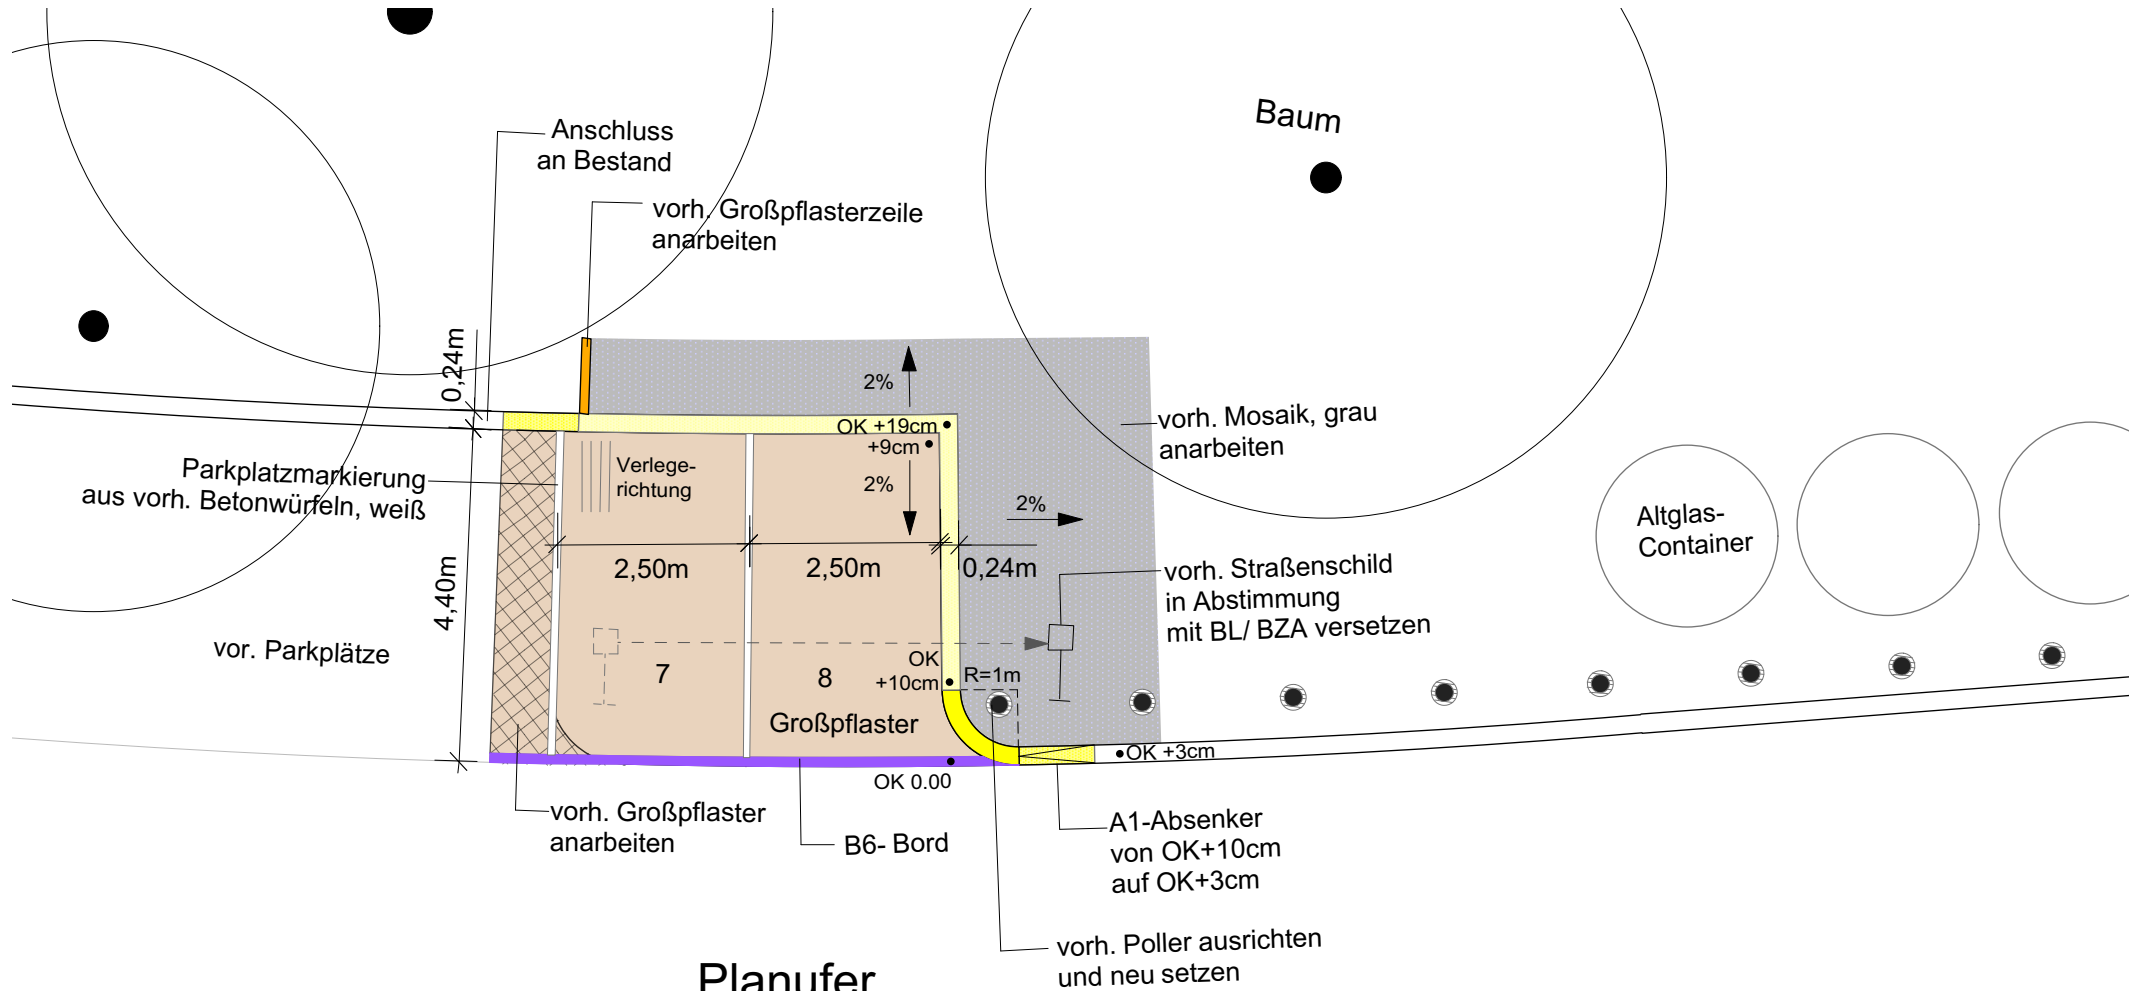 Baum
Anschluss
an Bestand
vorh. Großpflasterzeile
anarbeiten
0,24m
2%
OK +19cm
+9cm
vorh. Mosaik, grau
anarbeiten
Parkplatzmarkierung
aus vorh. Betonwürfeln, weiß
Verlege-
richtung
2%
2%
Altglas-
Container
2,50m
2,50m
0,24m
4,40m
vorh. Straßenschild
in Abstimmung
mit BL/ BZA versetzen
vor. Parkplätze
7
8
OK
+10cm
R=1m
Großpflaster
OK +3cm
OK 0.00
vorh. Großpflaster
anarbeiten
B6- Bord
A1-Absenker
von OK+10cm
auf OK+3cm
vorh. Poller ausrichten
und neu setzen
Planufer